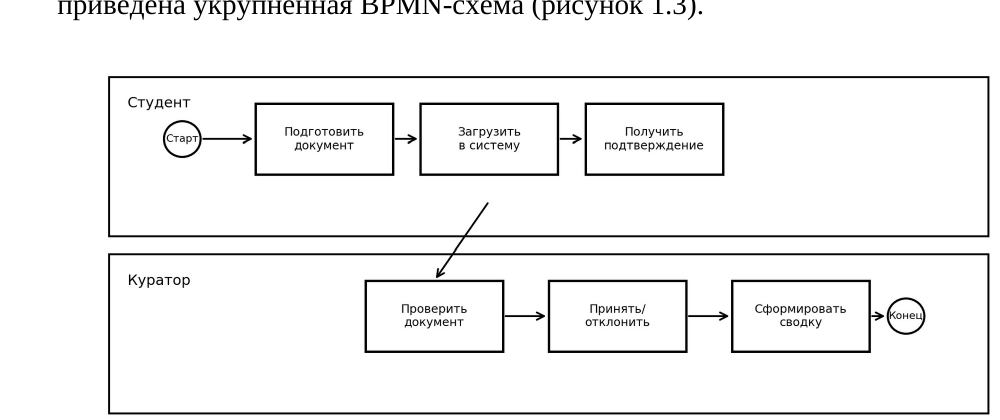 приведена укрупненная BPMN-схема (рисунок 1.3).
Студент
Старт
Подготовить
документ
Загрузить
в систему
Получить
подтверждение
Куратор
Проверить
документ
Принять/
отклонить
Сформировать
сводку
Конец